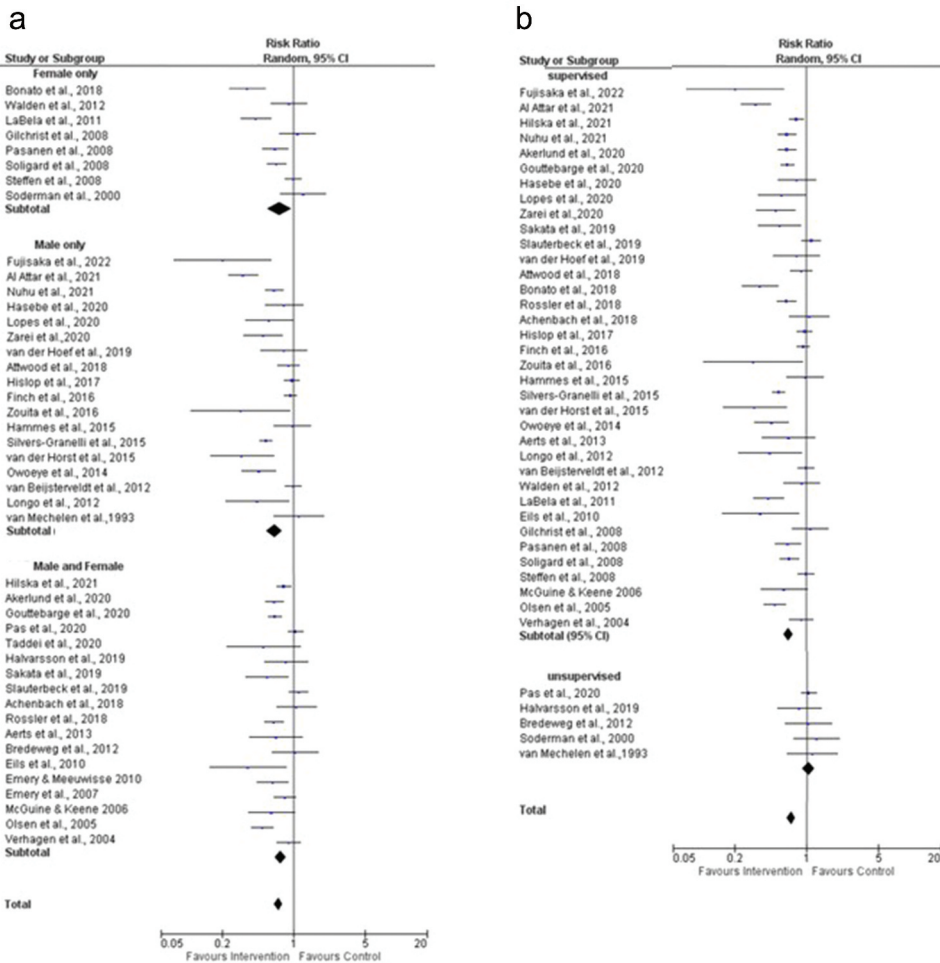 a
Risk Ratio
Study or Subgroup Random, 95% CI
Female only
Bonato et al., 2018
Walden et al., 2012
LaBela et al., 2011
Gilchrist et al., 2008
Pasanen et al., 2008
Soligard et al., 2008
Steffen et al., 2008
Soderman et al., 2000
Subtotal
Male only
Fujisaka et al., 2022
Al Attar et al., 2021
Nuhu et al., 2021
Hasebe et al., 2020
Lopes et al., 2020
Zarei et al.,2020
van der Hoef et al., 2019
Attwood et al., 2018
Hislop et al., 2017
Finch et al., 2016
Zouita et al., 2016
Hammes et al., 2015
Silvers-Granelli et al., 2015
van der Horst et al., 2015
Owoeye et al., 2014
van Beijsterveldt et al., 2012
Longo et al., 2012
van Mechelen et al.,1993
Subtotal
Male and Female
Hilska et al., 2021
Akerlund et al., 2020
Gouttebarge et al., 2020
Pas et al., 2020
Taddei et al., 2020
Halvarsson et al., 2019
Sakata et al., 2019
Slauterbeck et al., 2019
Achenbach et al., 2018
Rossler et al., 2018
Aerts et al., 2013
Bredeweg et al., 2012
Eils et al., 2010
Emery & Meeuwisse 2010
Emery et al., 2007
McGuine & Keene 2006
Olsen et al., 2005
Verhagen et al., 2004
Subtotal
Total
0.05 0.2 1 5 20
Favours Intervention Favours Control
b
Risk Ratio
Study or Subgroup Random, 95% CI
supervised
Fujisaka et al., 2022
Al Attar et al., 2021
Hilska et al., 2021
Nuhu et al., 2021
Akerlund et al., 2020
Gouttebarge et al., 2020
Hasebe et al., 2020
Lopes et al., 2020
Zarei et al.,2020
Sakata et al., 2019
Slauterbeck et al., 2019
van der Hoef et al., 2019
Attwood et al., 2018
Bonato et al., 2018
Rossler et al., 2018
Achenbach et al., 2018
Hislop et al., 2017
Finch et al., 2016
Zouita et al., 2016
Hammes et al., 2015
Silvers-Granelli et al., 2015
van der Horst et al., 2015
Owoeye et al., 2014
Aerts et al., 2013
Longo et al., 2012
van Beijsterveldt et al., 2012
Walden et al., 2012
LaBela et al., 2011
Eils et al., 2010
Gilchrist et al., 2008
Pasanen et al., 2008
Soligard et al., 2008
Steffen et al., 2008
McGuine & Keene 2006
Olsen et al., 2005
Verhagen et al., 2004
Subtotal (95% CI)
unsupervised
Pas et al., 2020
Halvarsson et al., 2019
Bredeweg et al., 2012
Soderman et al., 2000
van Mechelen et al.,1993
Total
0.05 0.2 1 5 20
Favours Intervention Favours Control